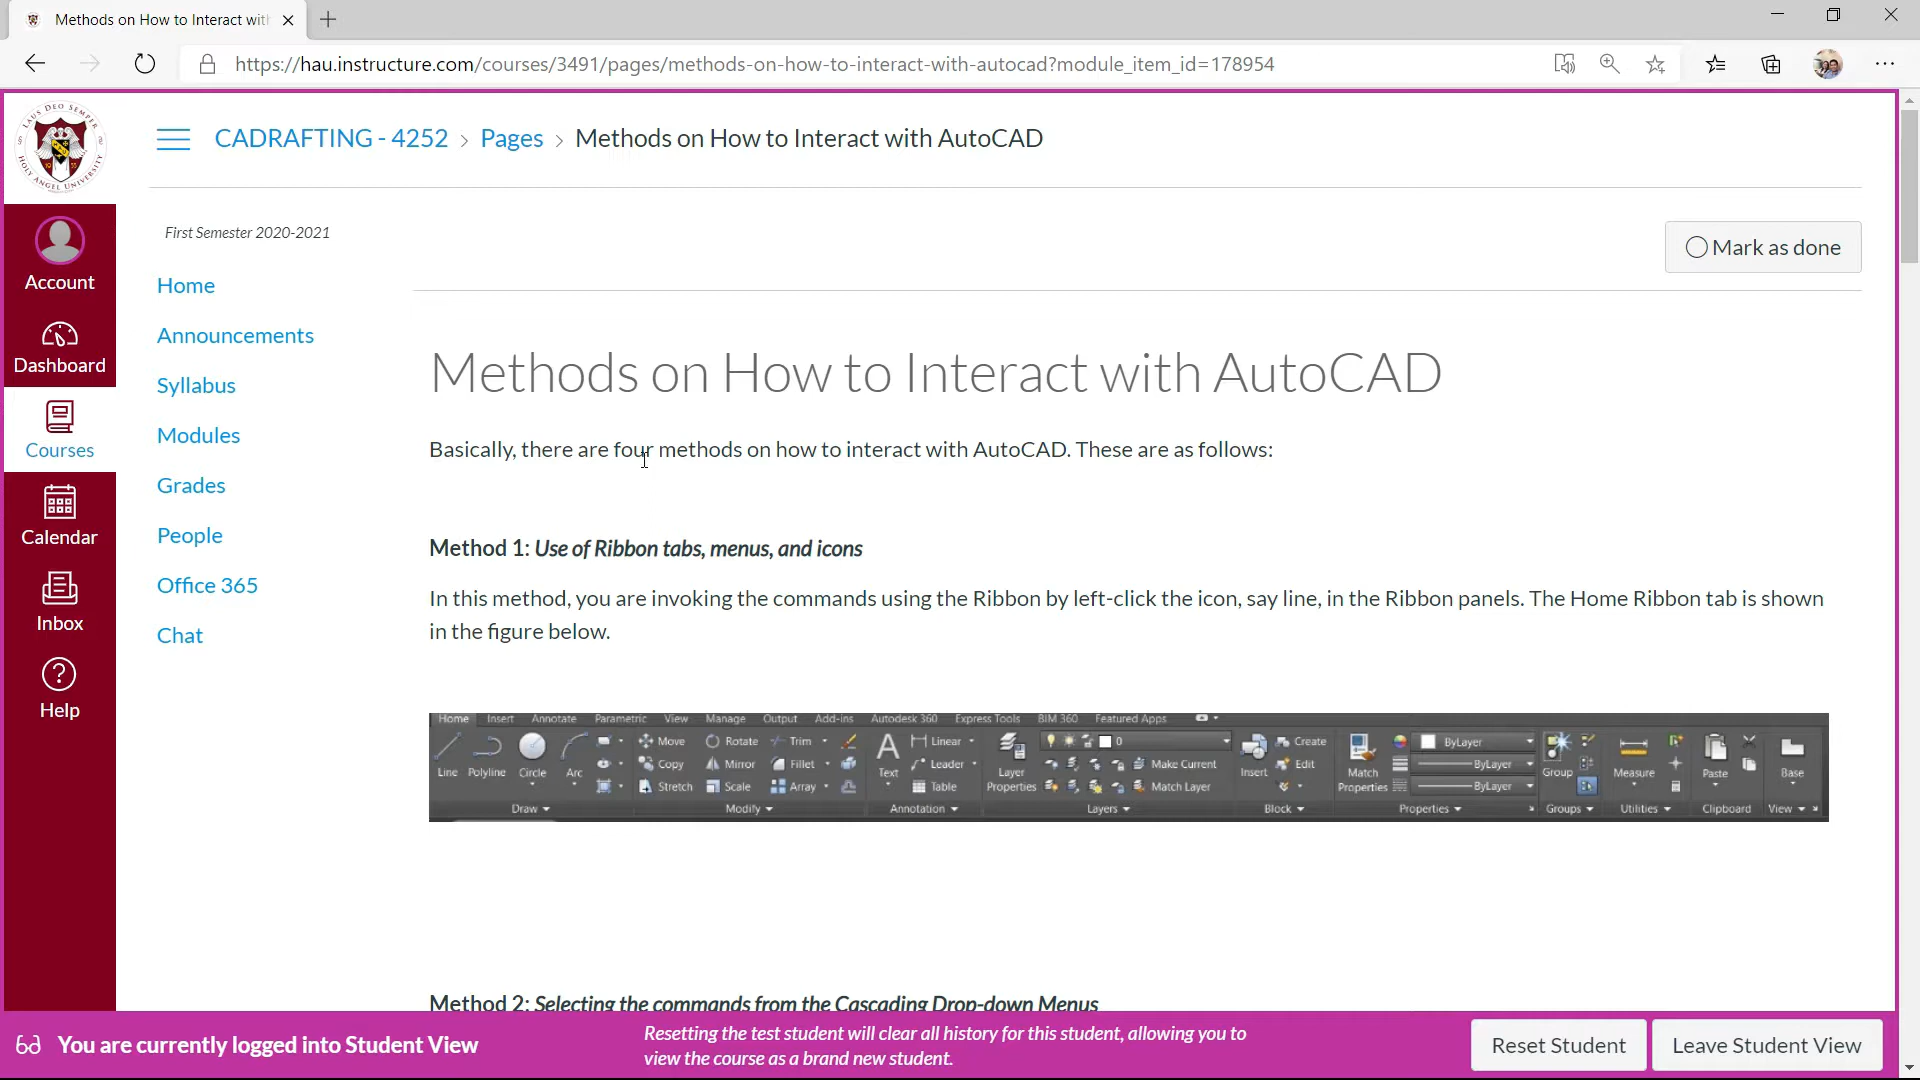 Methods on How to Interact with
https://hau.instructure.com/courses/3491/pages/methods-on-how-to-interact-with-autocad?module_item_id=178954
LAUS DEO SEMPER
HOLY ANGEL UNIVERSITY
CADRAFTING - 4252 > Pages > Methods on How to Interact with AutoCAD
First Semester 2020-2021
Mark as done
Account
Dashboard
Courses
Calendar
Inbox
Help
Home
Announcements
Syllabus
Modules
Grades
People
Office 365
Chat
Methods on How to Interact with AutoCAD
Basically, there are four methods on how to interact with AutoCAD. These are as follows:
Method 1: Use of Ribbon tabs, menus, and icons
In this method, you are invoking the commands using the Ribbon by left-click the icon, say line, in the Ribbon panels. The Home Ribbon tab is shown
in the figure below.
Home Insert Annotate Parametric View Manage Output Add-ins Autodesk 360 Express Tools BIM 360 Featured Apps
Line Polyline Circle Arc
Draw
Move Rotate Trim
Copy Mirror Fillet
Stretch Scale Array
Modify
Text
Linear
Leader
Table
Annotation
Layer
Properties
0
Make Current
Match Layer
Layers
Insert
Create
Edit
Block
Match
Properties
ByLayer
ByLayer
ByLayer
Properties
Group
Groups
Measure
Utilities
Paste
Clipboard
Base
View
Method 2: Selecting the commands from the Cascading Drop-down Menus
You are currently logged into Student View
Resetting the test student will clear all history for this student, allowing you to
view the course as a brand new student.
Reset Student
Leave Student View